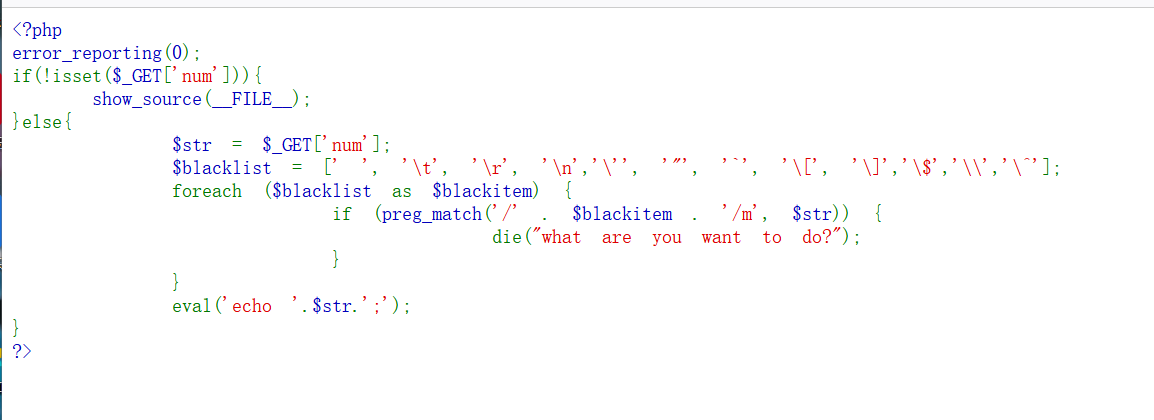 <?php
error_reporting(0);
if(!isset($_GET['num'])){
show_source(__FILE__);
}else{
$str = $_GET['num'];
$blacklist = [' ', '\t', '\r', '\n','\'', '"', '`', '\[', '\]','\$','\\','\^'];
foreach ($blacklist as $blackitem) {
if (preg_match('/' . $blackitem . '/m', $str)) {
die("what are you want to do?");
}
}
eval('echo '.$str.';');
}
?>